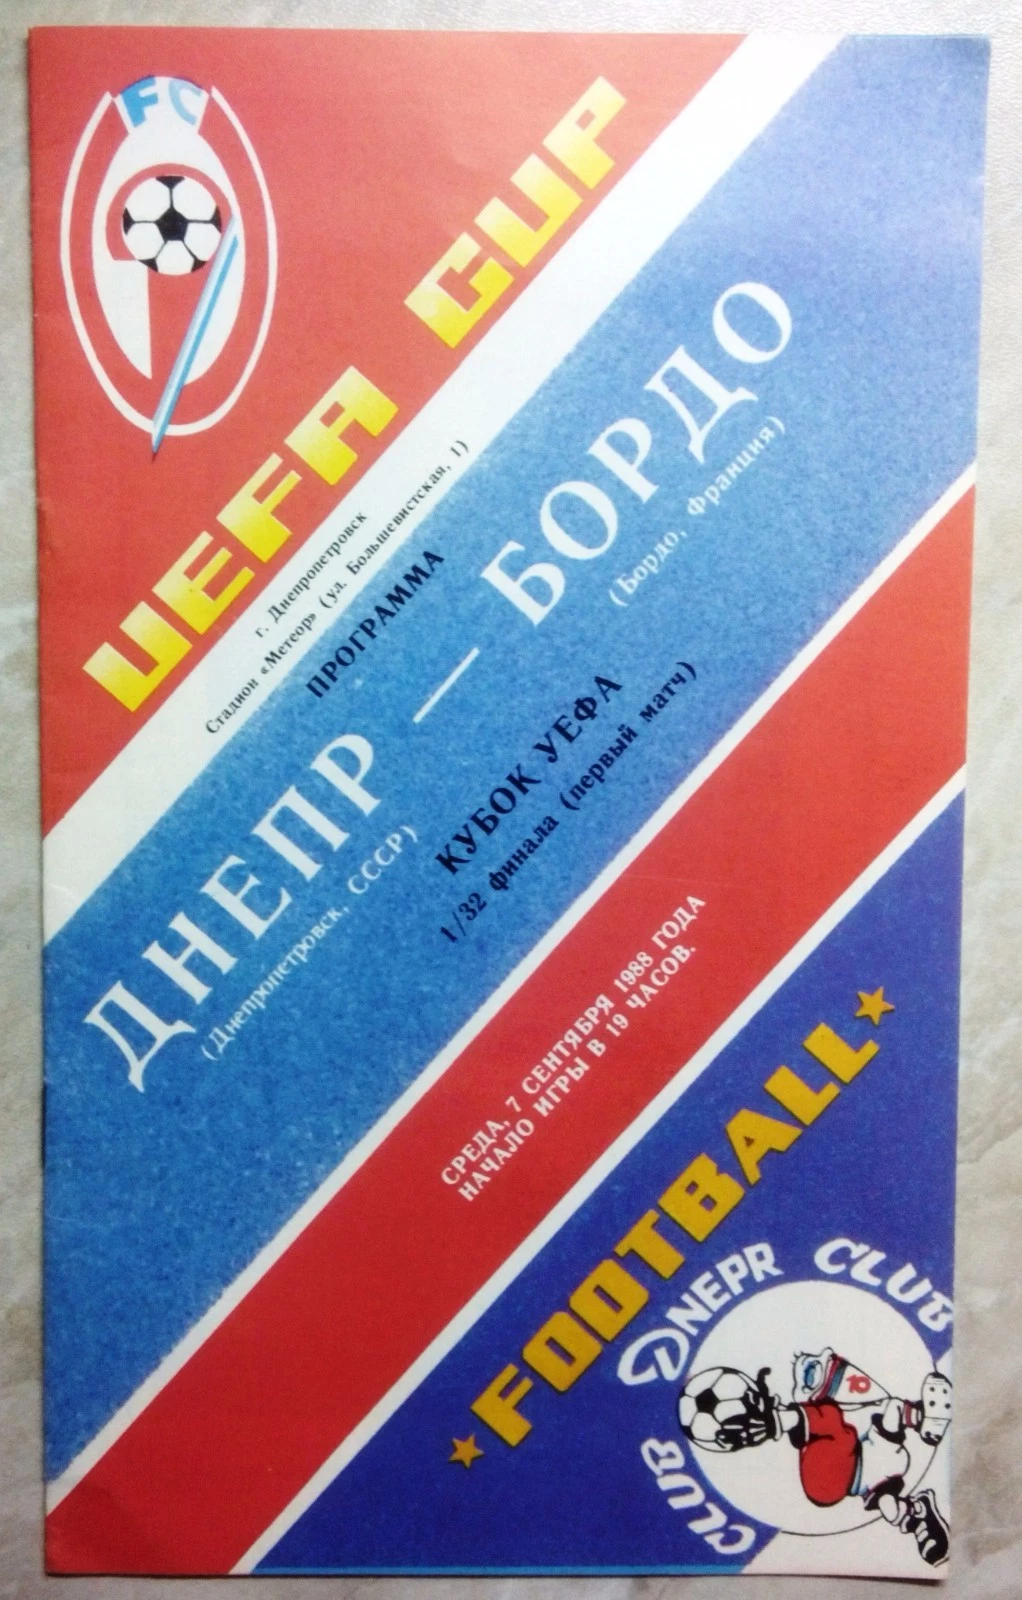 FC
UEFA CUP
г. Днепропетровск
Стадион «Метеор» (ул. Большевистская, 1)
ПРОГРАММА
ДНЕПР — БОРДО
(Днепропетровск, СССР)
(Бордо, Франция)
КУБОК УЕФА
1/32 финала (первый матч)
СРЕДА, 7 СЕНТЯБРЯ 1988 ГОДА
НАЧАЛО ИГРЫ В 19 ЧАСОВ.
★FOOTBALL★
CLUB DNEPR CLUB